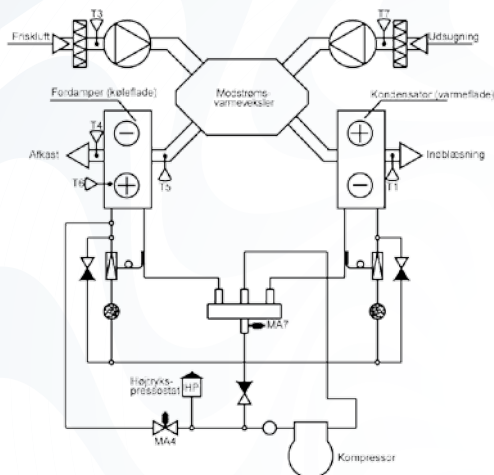 T3
T7
Friskluft
Udsugning
Modstrøms-
varmeveksler
Fordamper (køleflade)
Kondensator (varmeflade)
T4
Afkast
T5
T6
Indblæsning
T1
MA7
Højtryks-
pressostat
HP
MA4
Kompressor